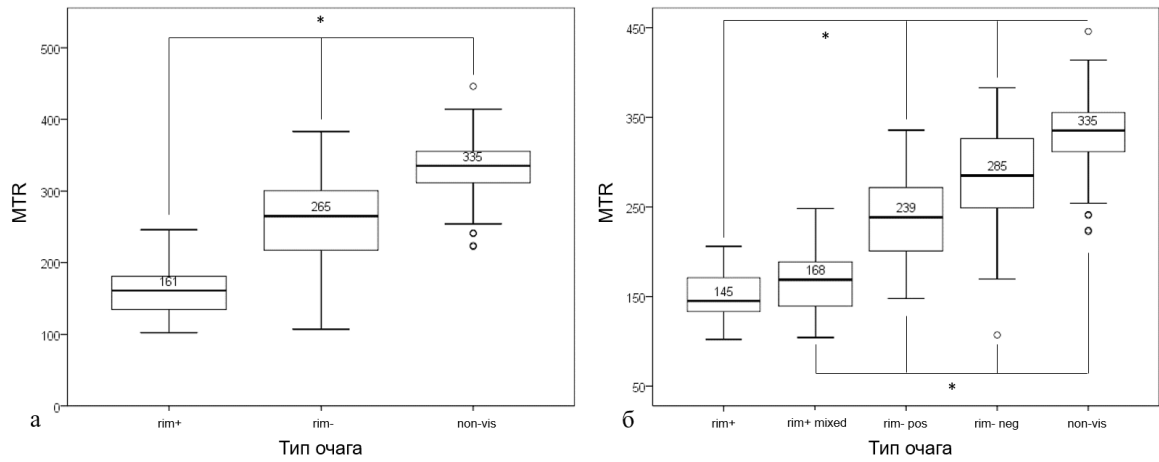 *
500
400
300
200
100
0
MTR
161
265
335
rim+ rim- non-vis
Тип очага
а
*
450
350
250
150
50
MTR
145
168
239
285
335
*
rim+ rim+ mixed rim- pos rim- neg non-vis
Тип очага
б